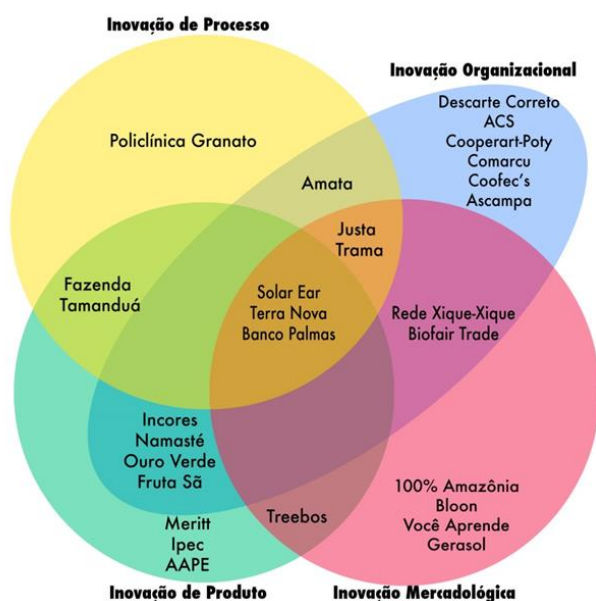 Inovação de Processo
Inovação Organizacional
Descarte Correto
ACS
Cooperart-Poty
Comarcu
Coofec's
Ascampa
Policlínica Granato
Amata
Justa
Trama
Fazenda
Tamanduá
Solar Ear
Terra Nova
Banco Palmas
Rede Xique-Xique
Biofair Trade
Incores
Namasté
Ouro Verde
Fruta Sã
100% Amazônia
Bloon
Você Aprende
Gerasol
Treebos
Meritt
Ipec
AAPE
Inovação de Produto
Inovação Mercadológica